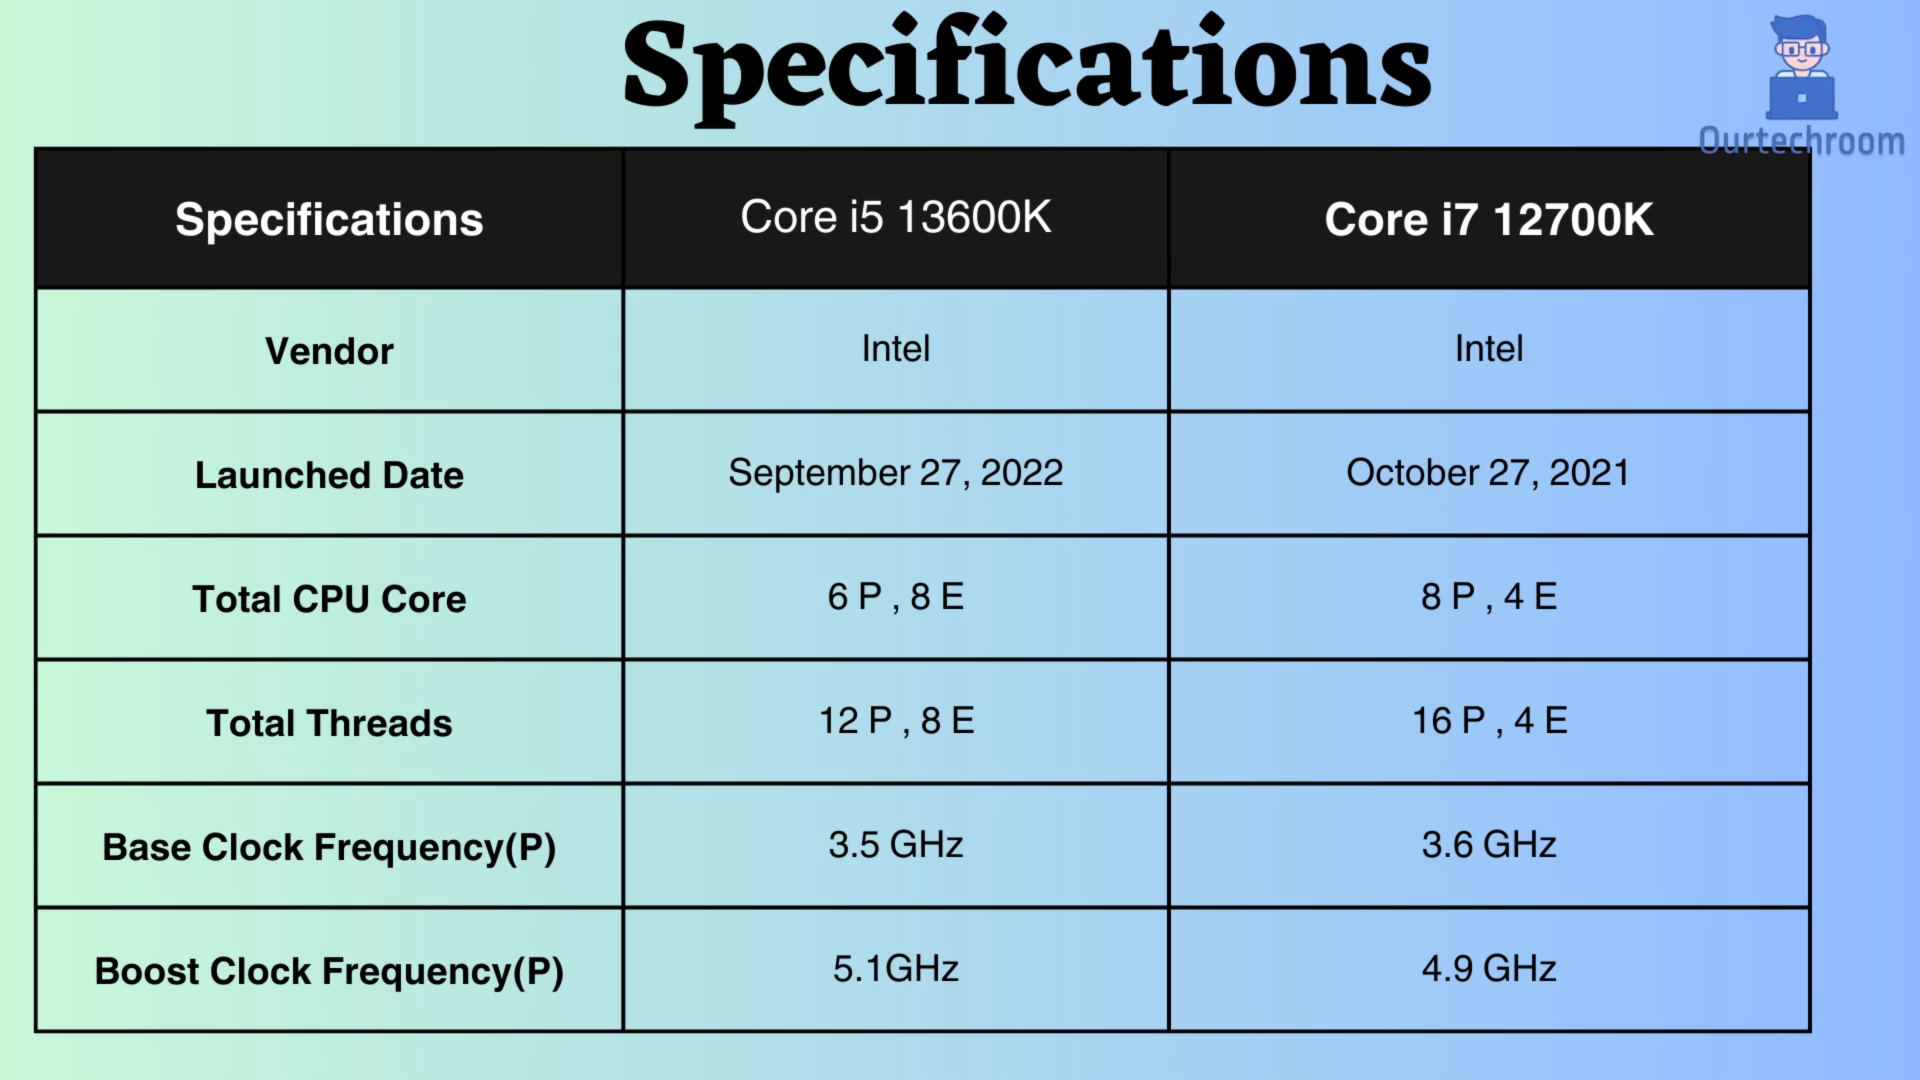 Specifications
Ourtechroom
Specifications Core i5 13600K Core i7 12700K
Vendor Intel Intel
Launched Date September 27, 2022 October 27, 2021
Total CPU Core 6 P , 8 E 8 P , 4 E
Total Threads 12 P , 8 E 16 P , 4 E
Base Clock Frequency(P) 3.5 GHz 3.6 GHz
Boost Clock Frequency(P) 5.1GHz 4.9 GHz